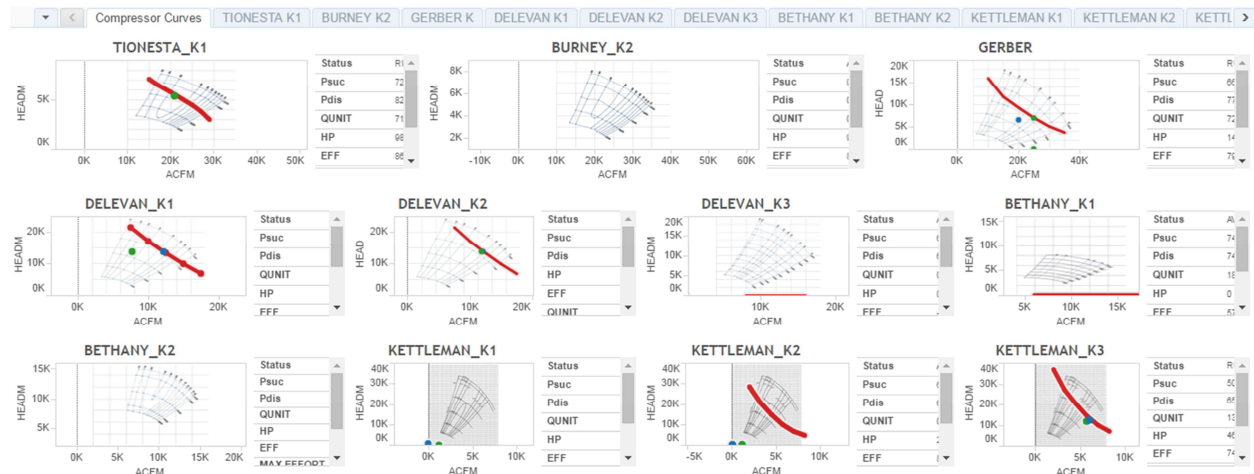 Compressor Curves TIONESTA K1 BURNEY K2 GERBER K DELEVAN K1 DELEVAN K2 DELEVAN K3 BETHANY K1 BETHANY K2 KETTLEMAN K1 KETTLEMAN K2 KETTL
TIONESTA_K1
HEADM
5K
0K
0K 10K 20K 30K 40K 50K
ACFM
Status
Psuc 72
Pdis 82
QUNIT 71
HP 98
EFF 86
BURNEY_K2
HEADM
8K
6K
4K
2K
-10K 0K 10K 20K 30K 40K 50K 60K
ACFM
Status
Psuc
Pdis
QUNIT
HP
EFF
GERBER
HEAD
20K
15K
10K
5K
0K
0K 20K 40K
ACFM
Status
Psuc 66
Pdis 77
QUNIT 72
HP 14
EFF 79
DELEVAN_K1
HEADM
20K
10K
0K
0K 10K 20K
ACFM
Status
Psuc
Pdis
QUNIT
HP
EFF
DELEVAN_K2
HEAD
20K
10K
0K
0K 10K 20K
ACFM
Status
Psuc
Pdis
HP
EFF
QUNIT
DELEVAN_K3
HEADM
20K
15K
10K
5K
0K
10K 20K
ACFM
Status
Psuc
Pdis
QUNIT
HP
EFF
BETHANY_K1
HEADM
15K
10K
5K
0K
5K 10K 15K
ACFM
Status
Psuc 74
Pdis 74
QUNIT 18
HP 0
EFF 57
BETHANY_K2
HEADM
15K
10K
5K
0K 5K 10K 15K 20K
ACFM
Status
Psuc
Pdis
QUNIT
HP
EFF
MAX EFFORT
KETTLEMAN_K1
HEADM
40K
30K
20K
10K
0K
0K 5K 10K
ACFM
Status
Psuc
Pdis
QUNIT
HP
EFF
KETTLEMAN_K2
HEADM
40K
30K
20K
10K
0K
-5K 0K 5K 10K
ACFM
Status
Psuc
Pdis
QUNIT
HP
EFF
KETTLEMAN_K3
HEADM
40K
30K
20K
10K
0K
0K 5K 10K
ACFM
Status
Psuc 50
Pdis 65
QUNIT 13
HP 46
EFF 74